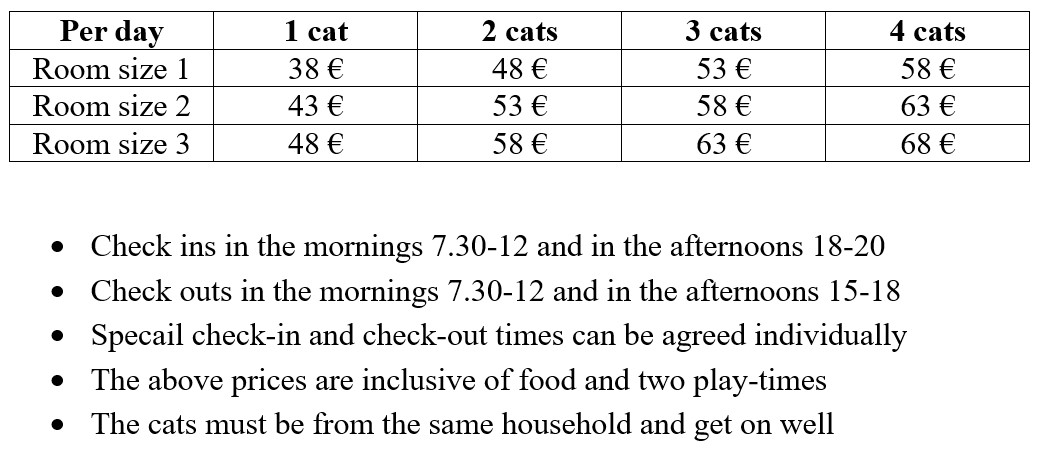 Per day 1 cat 2 cats 3 cats 4 cats
Room size 1 38 € 48 € 53 € 58 €
Room size 2 43 € 53 € 58 € 63 €
Room size 3 48 € 58 € 63 € 68 €
• Check ins in the mornings 7.30-12 and in the afternoons 18-20
• Check outs in the mornings 7.30-12 and in the afternoons 15-18
• Specail check-in and check-out times can be agreed individually
• The above prices are inclusive of food and two play-times
• The cats must be from the same household and get on well